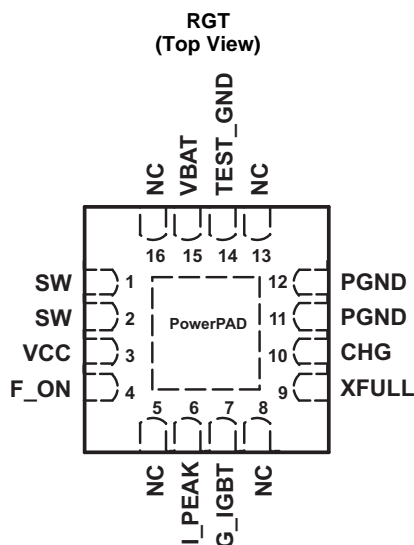 RGT
(Top View)
NC
VBAT
TEST_GND
NC
16
15
14
13
SW
1
12
PGND
SW
2
PowerPAD
11
PGND
VCC
3
10
CHG
F_ON
4
9
XFULL
5
6
7
8
NC
I_PEAK
G_IGBT
NC